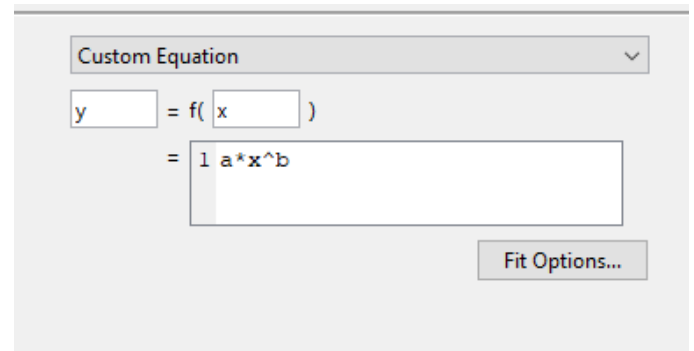 Custom Equation
y = f( x )
= 1 a*x^b
Fit Options...